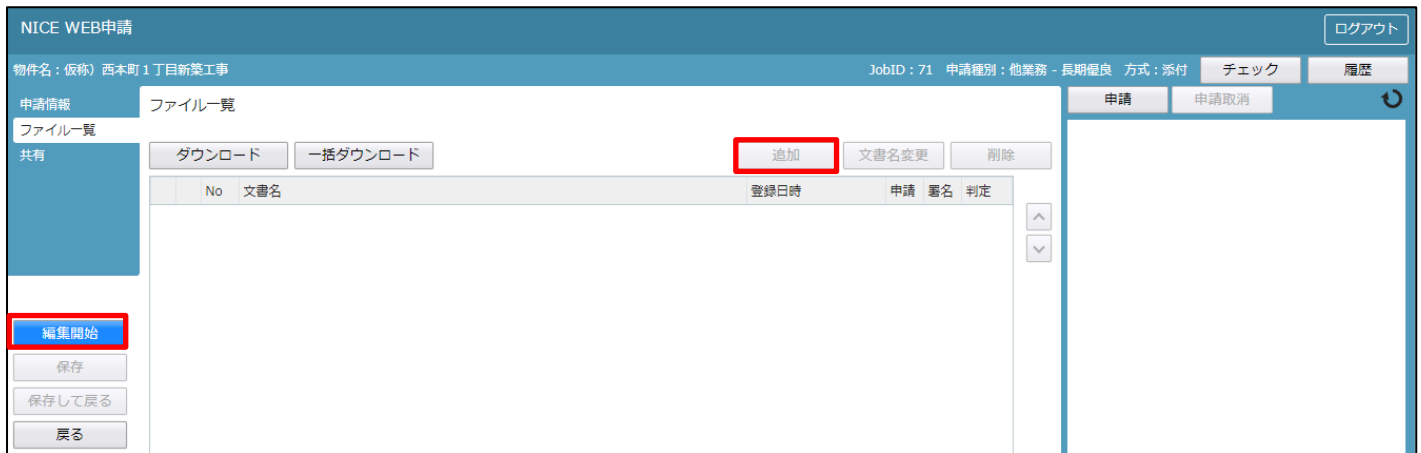 NICE WEB申請
ログアウト
物件名:仮称）西本町１丁目新築工事
JobID:71 申請種別:他業務 - 長期優良 方式:添付
チェック
履歴
申請情報
ファイル一覧
共有
ファイル一覧
申請
申請取消
ダウンロード
一括ダウンロード
追加
文書名変更
削除
No 文書名 登録日時 申請 署名 判定
編集開始
保存
保存して戻る
戻る